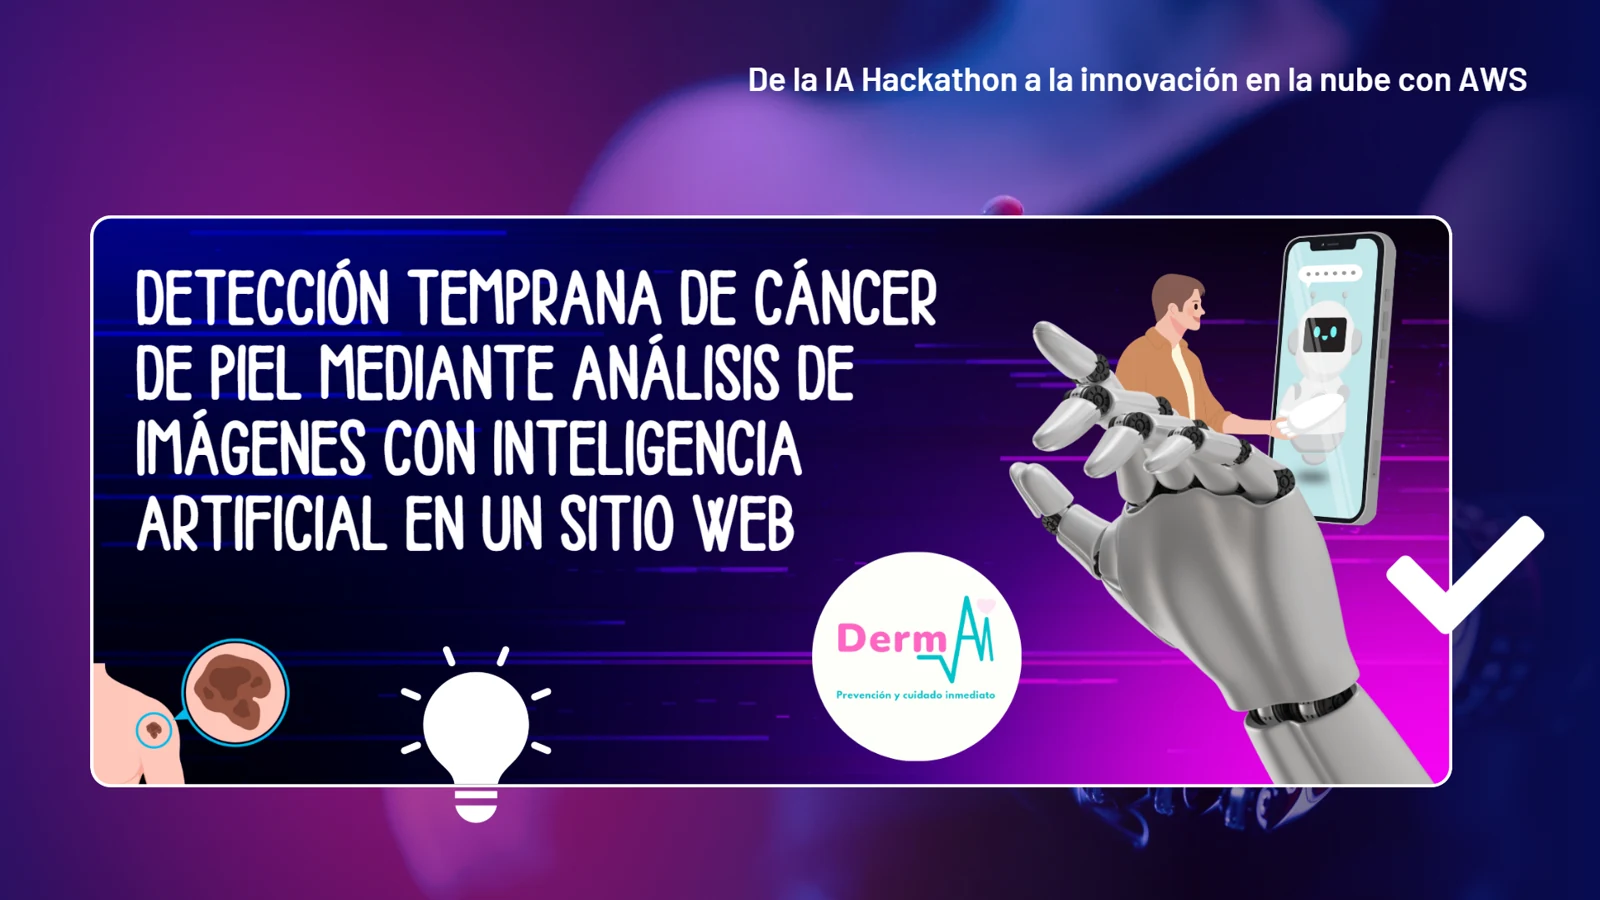 De la IA Hackathon a la innovación en la nube con AWS
DETECCIÓN TEMPRANA DE CÁNCER
DE PIEL MEDIANTE ANÁLISIS DE
IMÁGENES CON INTELIGENCIA
ARTIFICIAL EN UN SITIO WEB
DermAi
Prevención y cuidado inmediato